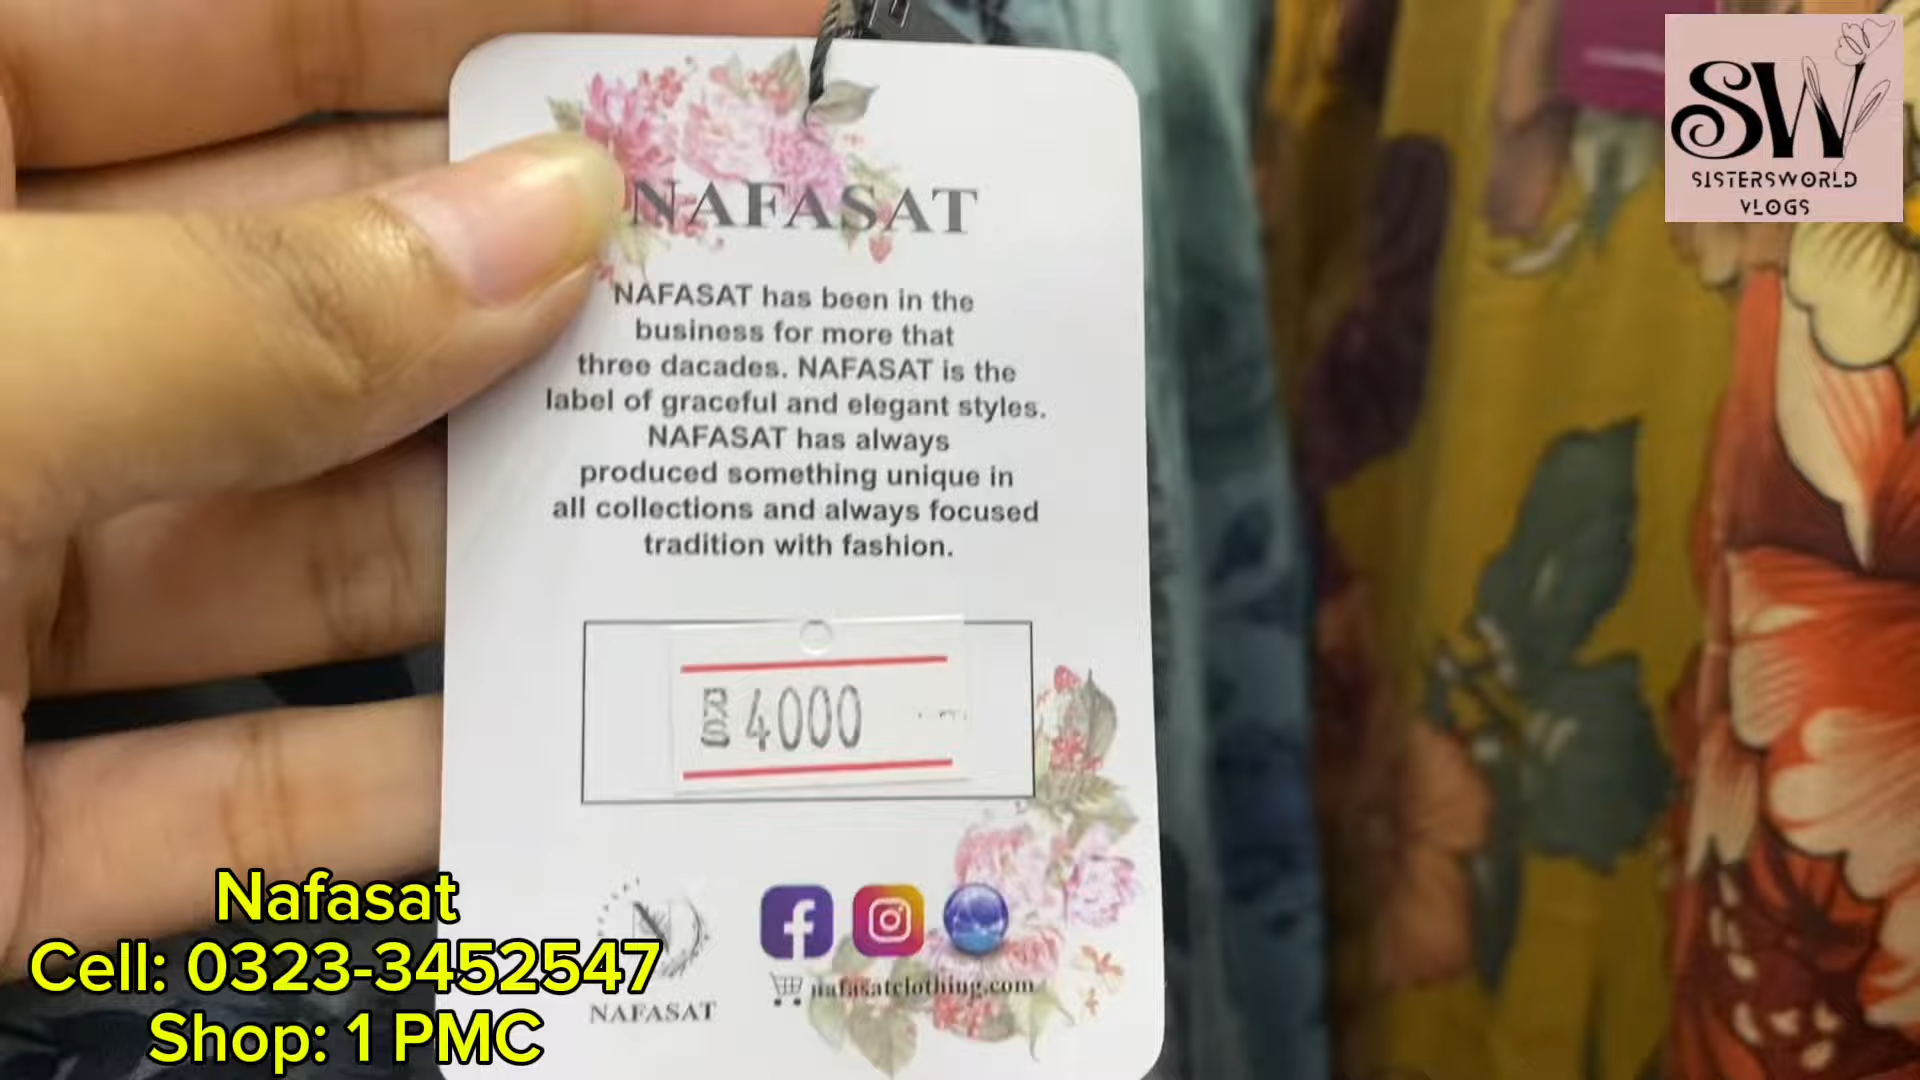 SW
SISTERSWORLD
VLOGS
NAFASAT
NAFASAT has been in the
business for more that
three dacades. NAFASAT is the
label of graceful and elegant styles.
NAFASAT has always
produced something unique in
all collections and always focused
tradition with fashion.
RS 4000
nafasatclothing.com
NAFASAT
Nafasat
Cell: 0323-3452547
Shop: 1 PMC